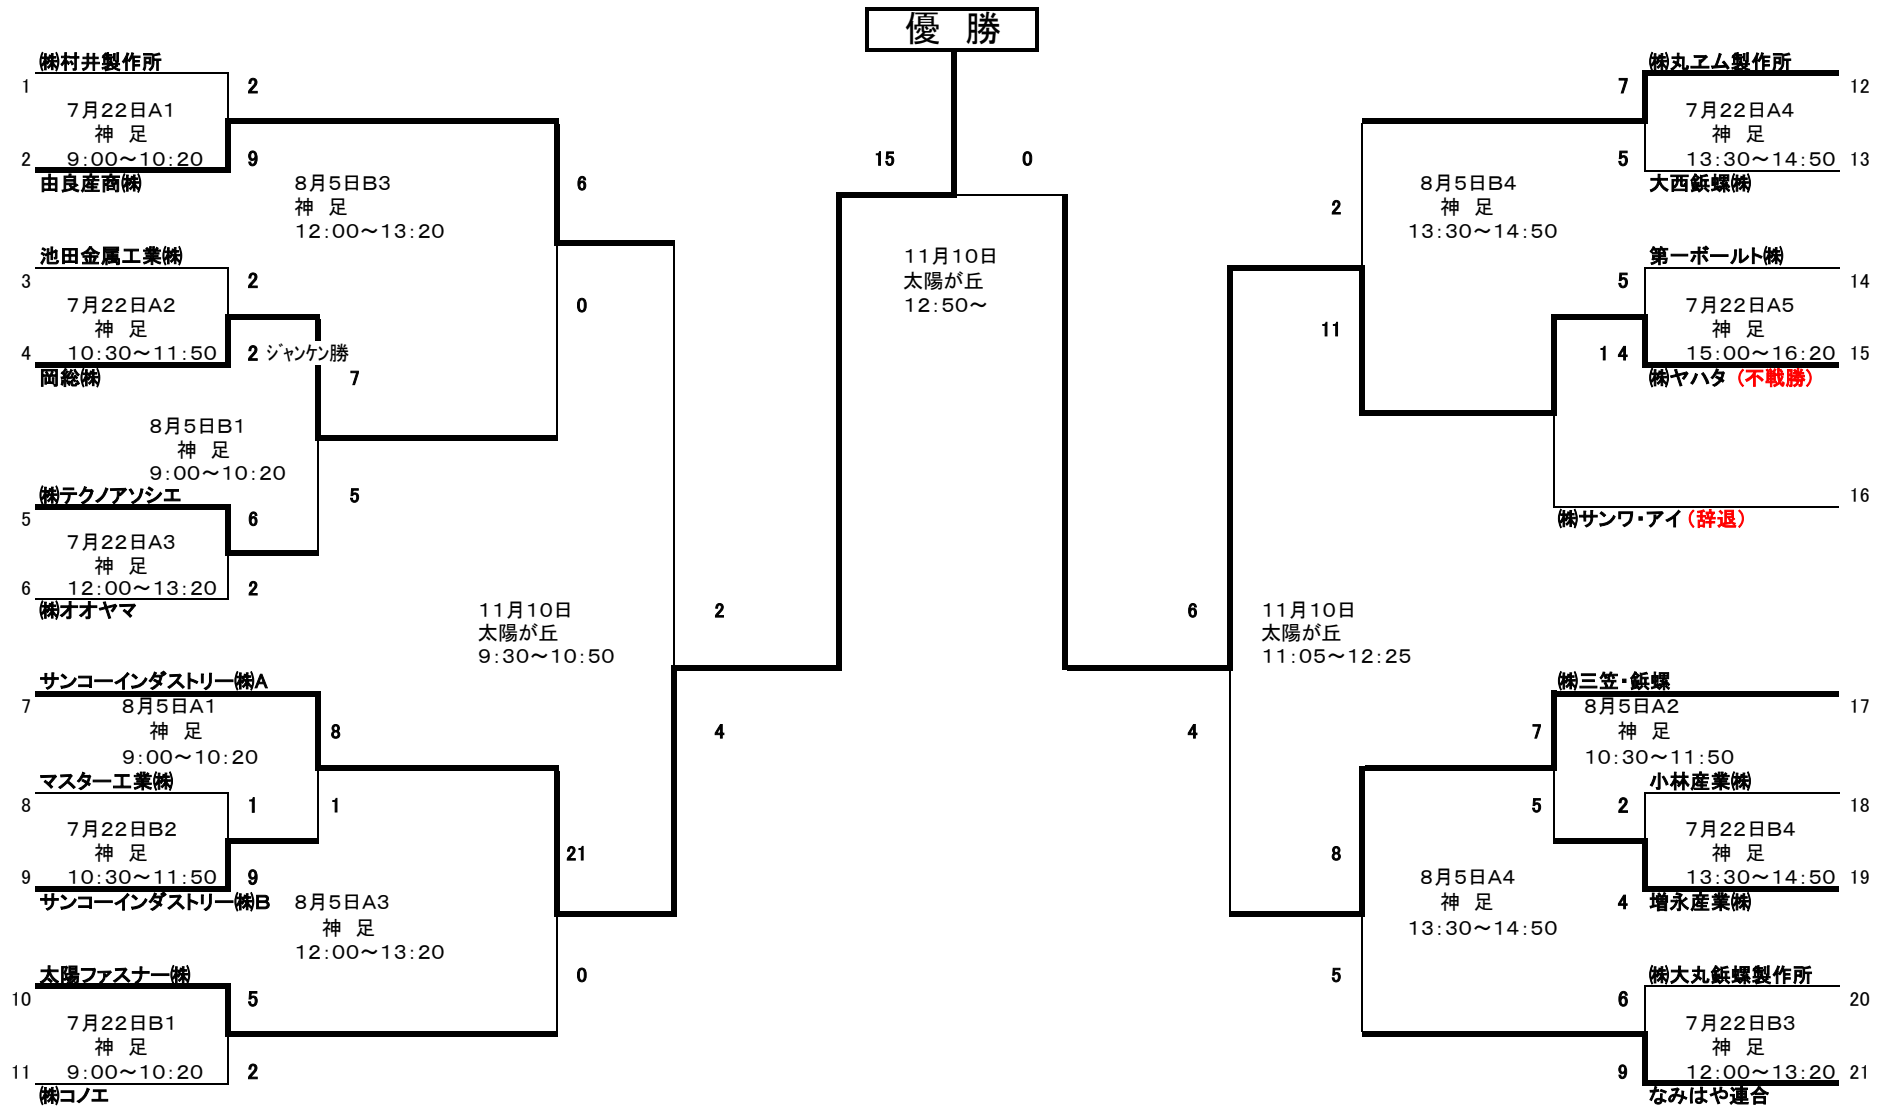 優　勝
㈱村井製作所
1
2
7月22日A1
神　足
2
9:00～10:20
9
由良産商㈱
8月5日B3
神　足
12:00～13:20
6
池田金属工業㈱
3
2
7月22日A2
神　足
4
10:30～11:50
2 ジャンケン勝
岡総㈱
7
0
8月5日B1
神　足
9:00～10:20
㈱テクノアソシエ
5
5
6
7月22日A3
神　足
6
12:00～13:20
2
㈱オオヤマ
11月10日
太陽が丘
9:30～10:50
2
サンコーインダストリー㈱A
7
8月5日A1
神　足
9:00～10:20
8
4
マスター工業㈱
8
1
1
7月22日B2
神　足
9
10:30～11:50
9
サンコーインダストリー㈱B
21
8月5日A3
神　足
12:00～13:20
太陽ファスナー㈱
0
10
5
7月22日B1
神　足
11
9:00～10:20
2
㈱コノエ
15
0
11月10日
太陽が丘
12:50～
㈱丸ヱム製作所
7
12
7月22日A4
神　足
5
13:30～14:50
13
大西鋲螺㈱
8月5日B4
神　足
13:30～14:50
2
第一ボールト㈱
5
14
7月22日A5
神　足
14
15:00～16:20
15
㈱ヤハタ（不戦勝）
11
16
㈱サンワ・アイ（辞退）
6
11月10日
太陽が丘
11:05～12:25
㈱三笠・鋲螺
17
8月5日A2
神　足
10:30～11:50
7
4
小林産業㈱
5
2
18
7月22日B4
神　足
13:30～14:50
19
4
増永産業㈱
8
8月5日A4
神　足
13:30～14:50
5
㈱大丸鋲螺製作所
6
20
7月22日B3
神　足
9
12:00～13:20
21
なみはや連合